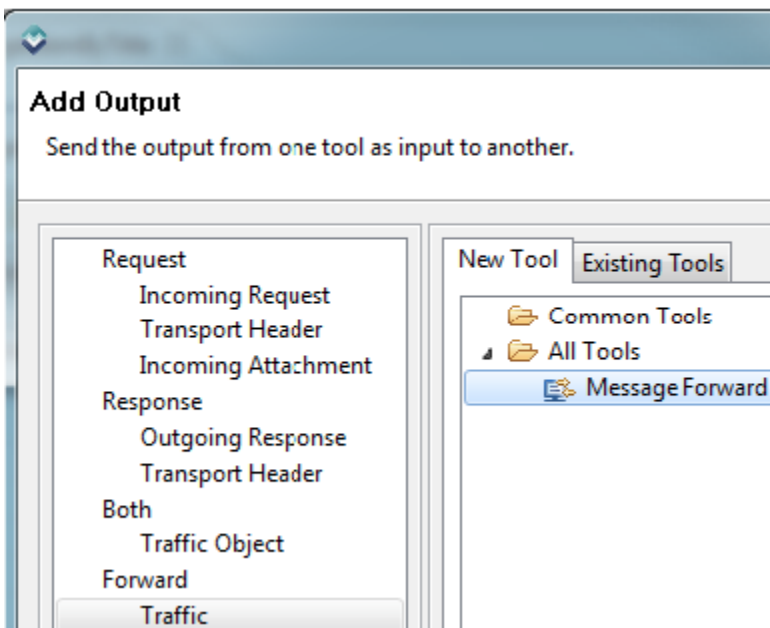 Add Output
Send the output from one tool as input to another.
Request
Incoming Request
Transport Header
Incoming Attachment
Response
Outgoing Response
Transport Header
Both
Traffic Object
Forward
Traffic
New Tool
Existing Tools
Common Tools
All Tools
Message Forward